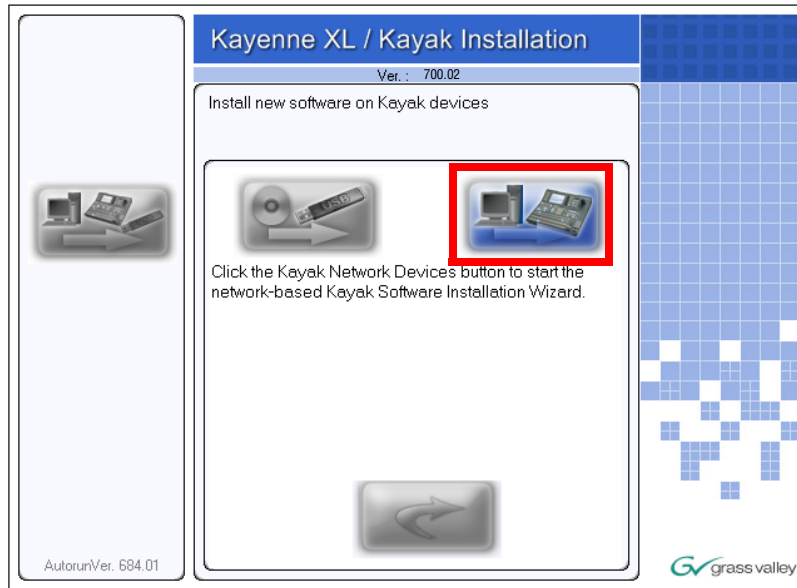 Kayenne XL / Kayak Installation
Ver. : 700.02
Install new software on Kayak devices
USB
Click the Kayak Network Devices button to start the
network-based Kayak Software Installation Wizard.
AutorunVer. 684.01
GV grass valley